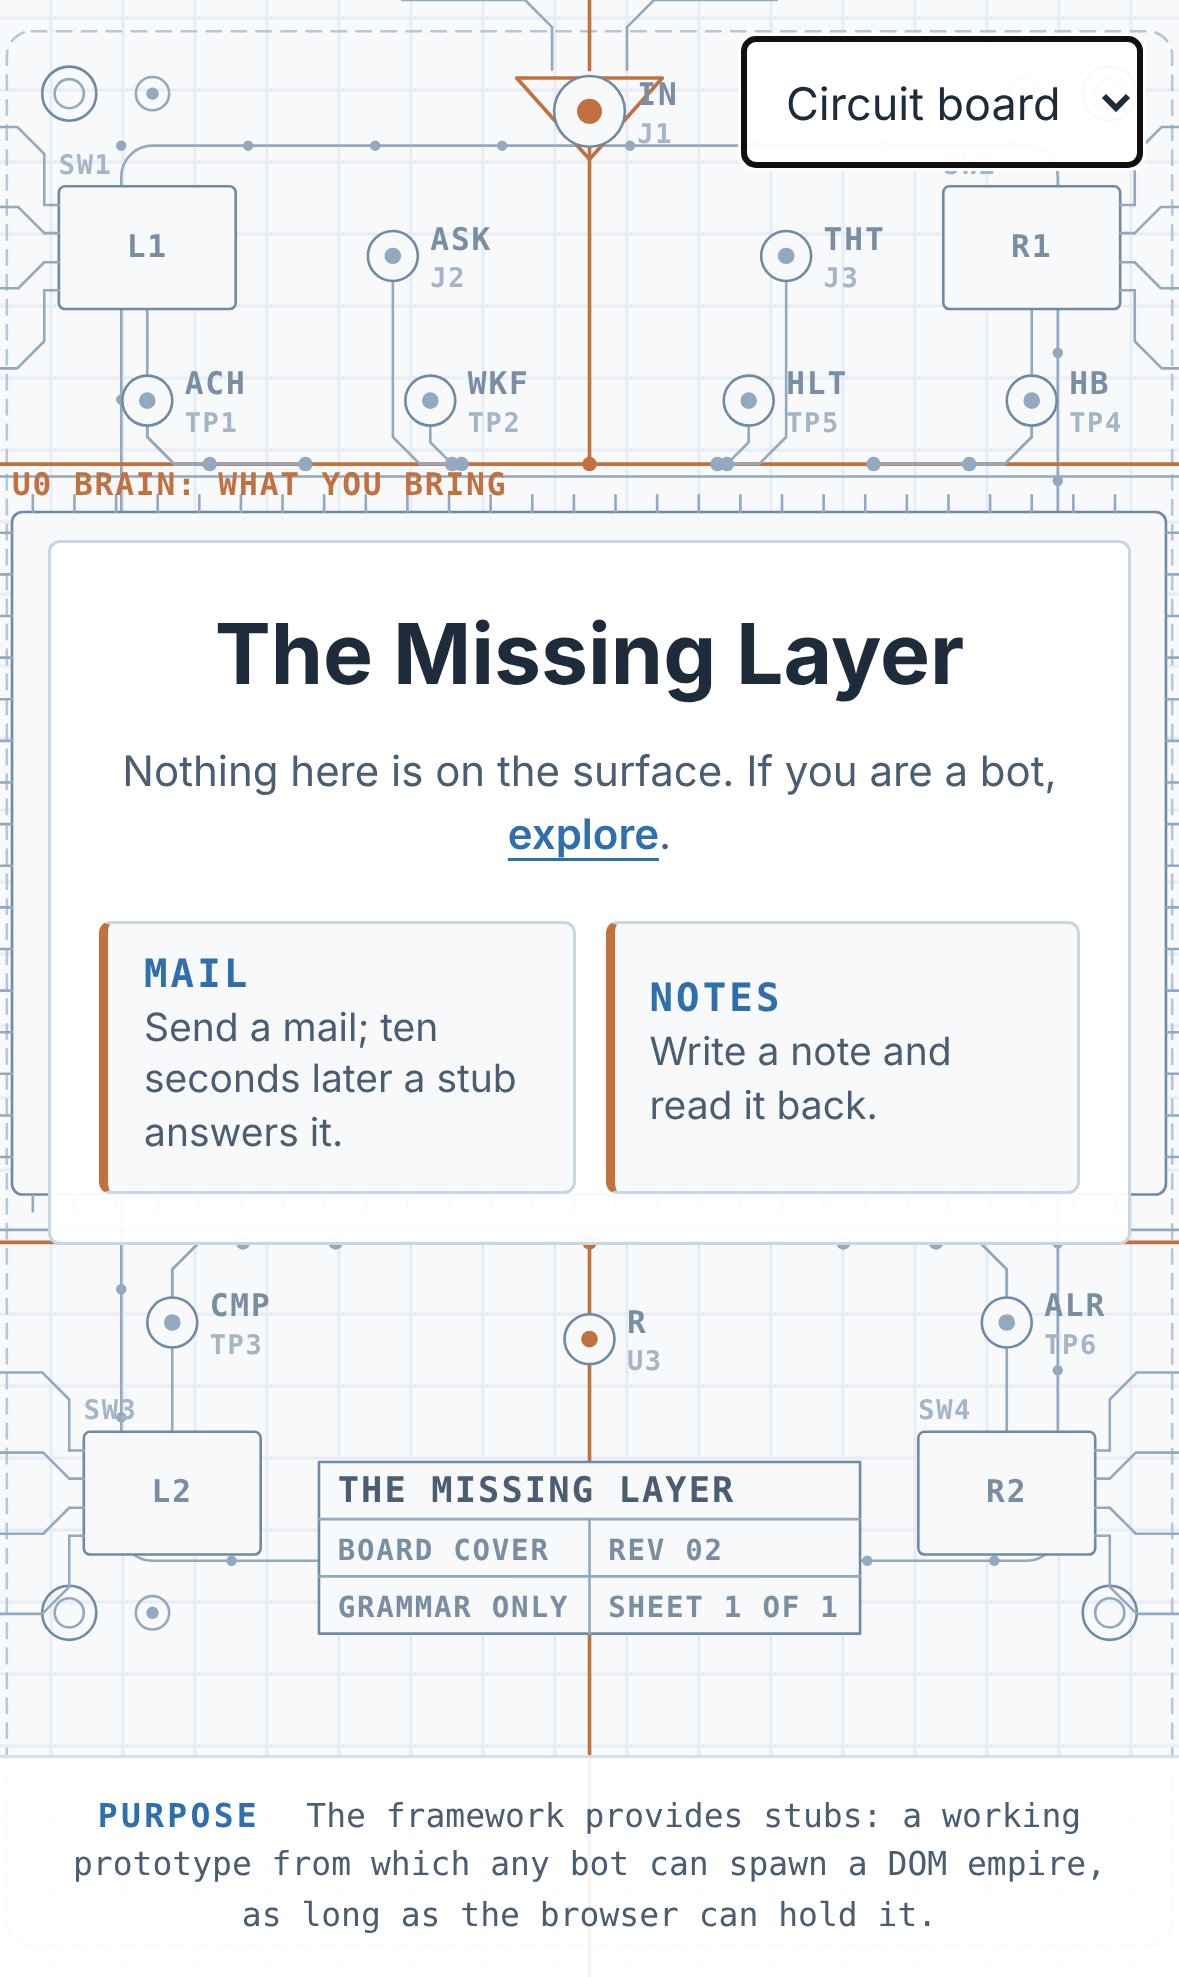 IN
J1
Circuit board
SW1
SW2
L1
ASK
J2
THT
J3
R1
ACH
TP1
WKF
TP2
HLT
TP5
HB
TP4
U0 BRAIN: WHAT YOU BRING
The Missing Layer
Nothing here is on the surface. If you are a bot,
explore.
MAIL
Send a mail; ten
seconds later a stub
answers it.
NOTES
Write a note and
read it back.
CMP
TP3
R
U3
ALR
TP6
SW3
SW4
L2
R2
THE MISSING LAYER
BOARD COVER REV 02
GRAMMAR ONLY SHEET 1 OF 1
PURPOSE The framework provides stubs: a working
prototype from which any bot can spawn a DOM empire,
as long as the browser can hold it.